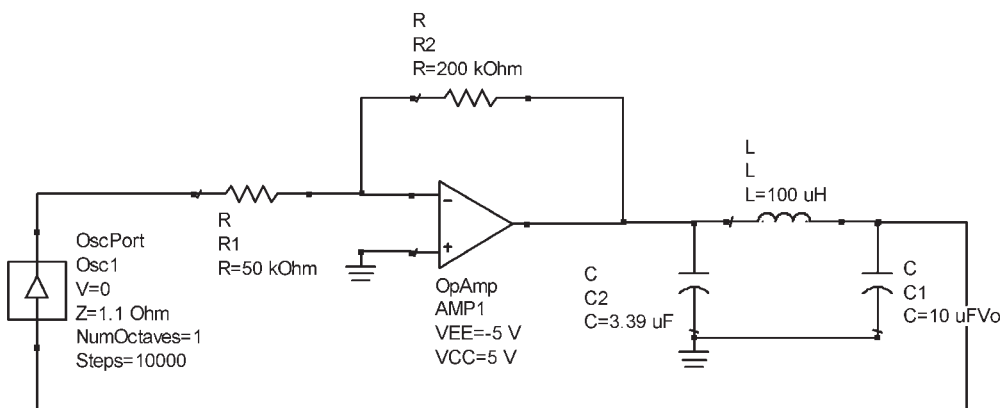 R
R2
R=200 kOhm
L
L
L=100 uH
R
R1
R=50 kOhm
−
+
OscPort
Osc1
V=0
Z=1.1 Ohm
NumOctaves=1
Steps=10000
OpAmp
AMP1
VEE=-5 V
VCC=5 V
C
C2
C=3.39 uF
C
C1
C=10 uFVo